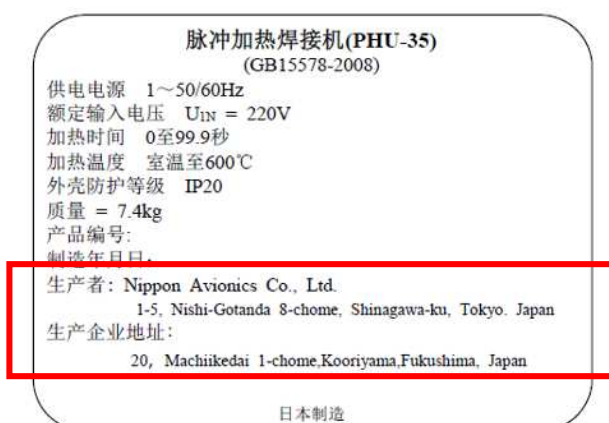 脉冲加热焊接机(PHU-35)
(GB15578-2008)
供电电源 1～50/60Hz
额定输入电压 UIN = 220V
加热时间 0至99.9秒
加热温度 室温至600℃
外壳防护等级 IP20
质量 = 7.4kg
产品编号:
制造年月日:
生产者: Nippon Avionics Co., Ltd.
1-5, Nishi-Gotanda 8-chome, Shinagawa-ku, Tokyo. Japan
生产企业地址:
20, Machiikedai 1-chome,Kooriyama,Fukushima, Japan
日本制造